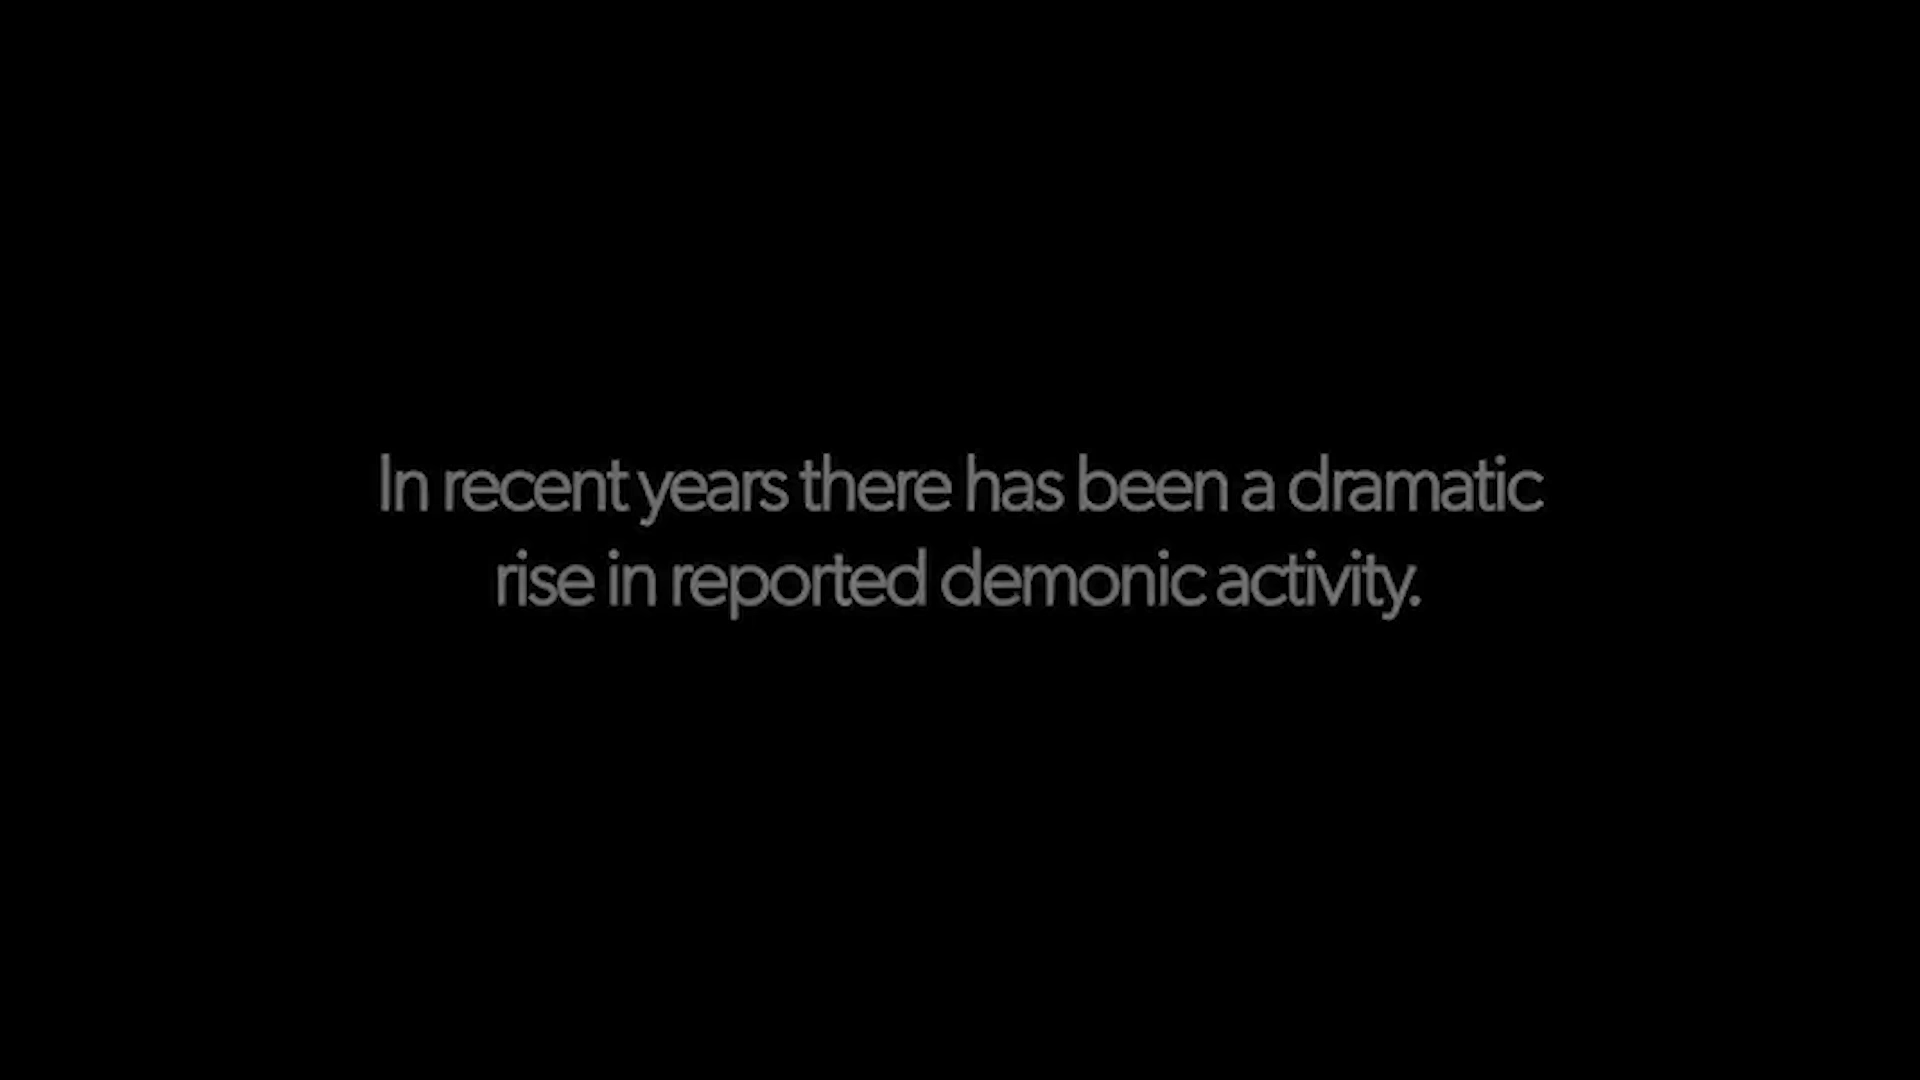 In recent years there has been a dramatic
rise in reported demonic activity.